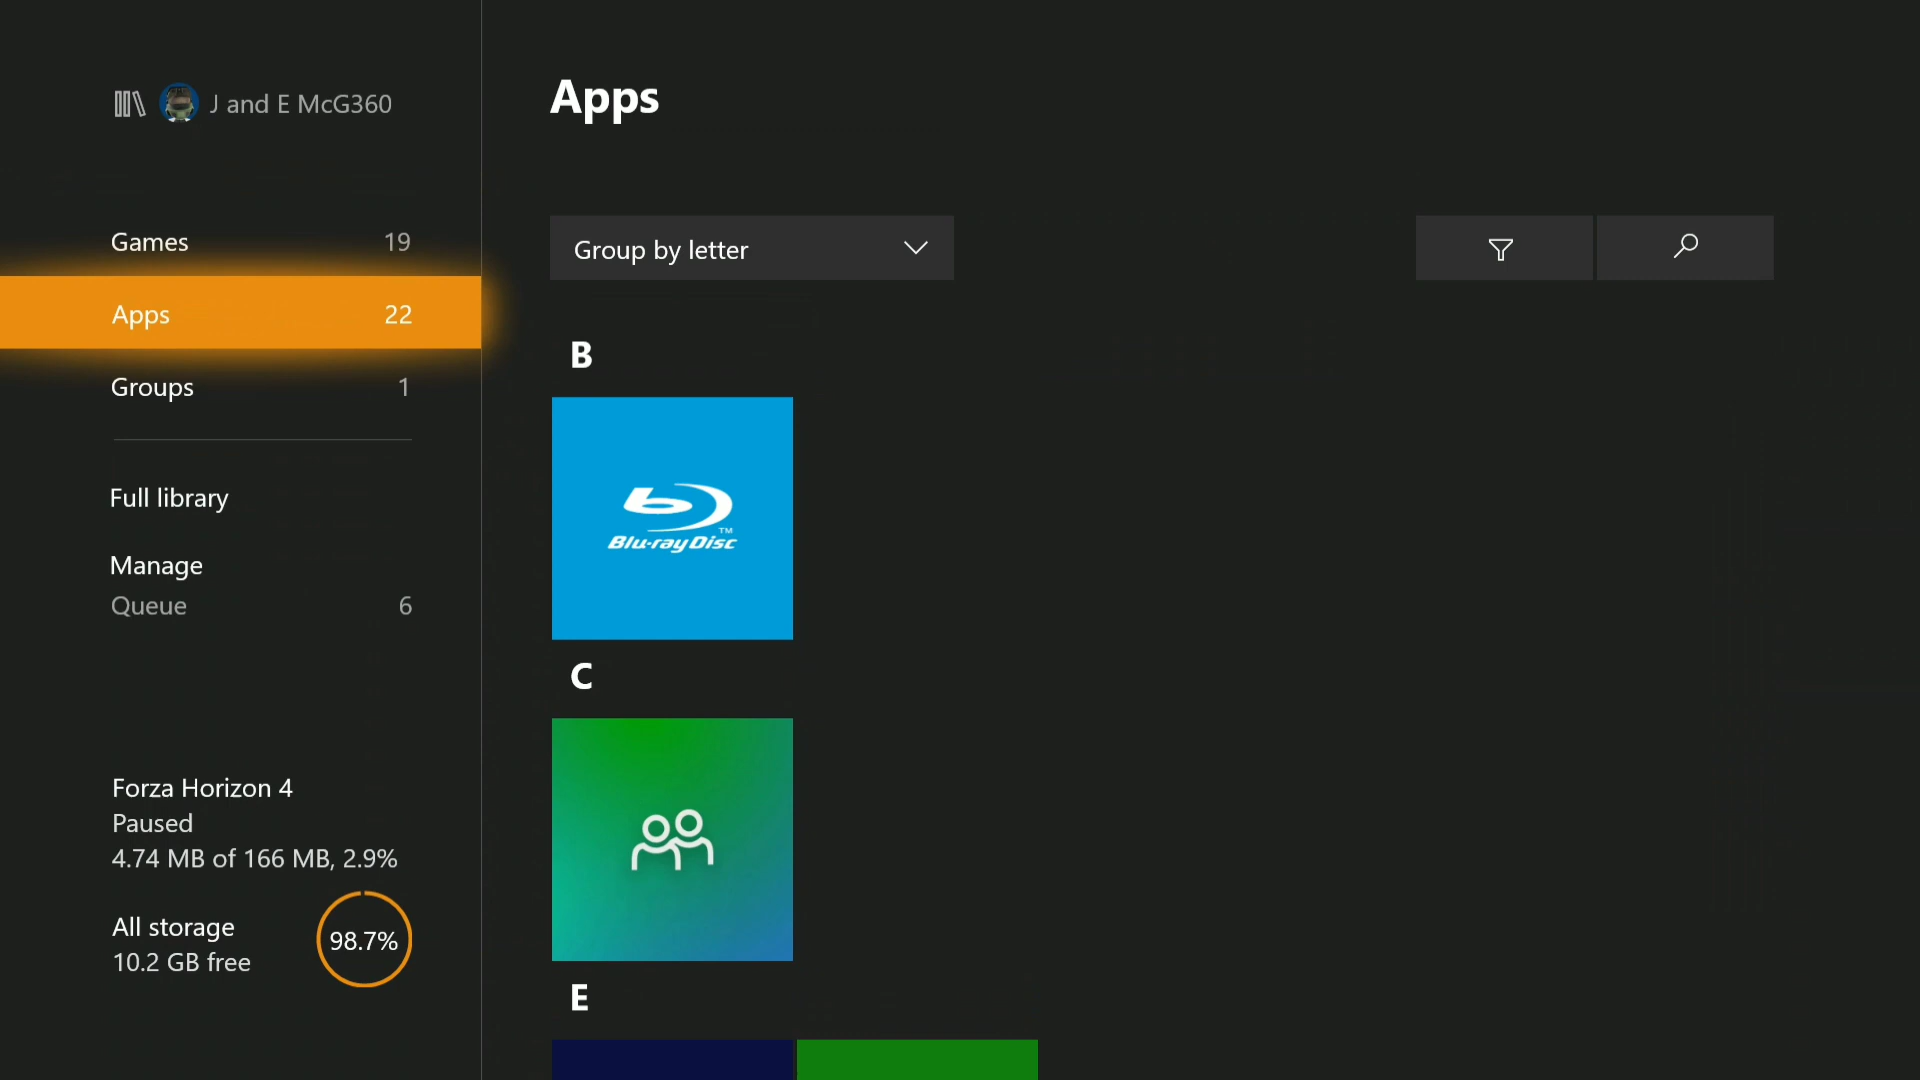 J and E McG360
Games 19
Apps 22
Groups 1
Full library
Manage
Queue 6
Forza Horizon 4
Paused
4.74 MB of 166 MB, 2.9%
All storage
10.2 GB free
98.7%
Apps
Group by letter
B
Blu-ray Disc TM
C
E